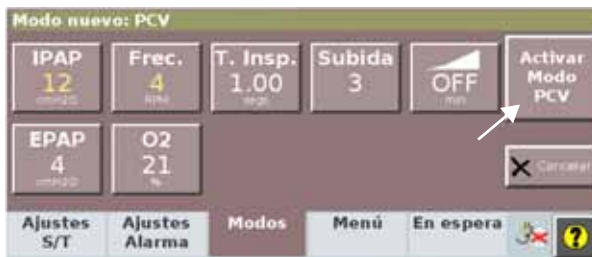 Modo nuevo: PCV
IPAP Frec. T. Insp. Subida
12 4 1.00 3 OFF
cmH2O RPM segs min
Activar
Modo
PCV
EPAP O2
4 21
cmH2O %
Cancelar
Ajustes S/T Ajustes Alarma Modos Menú En espera ?